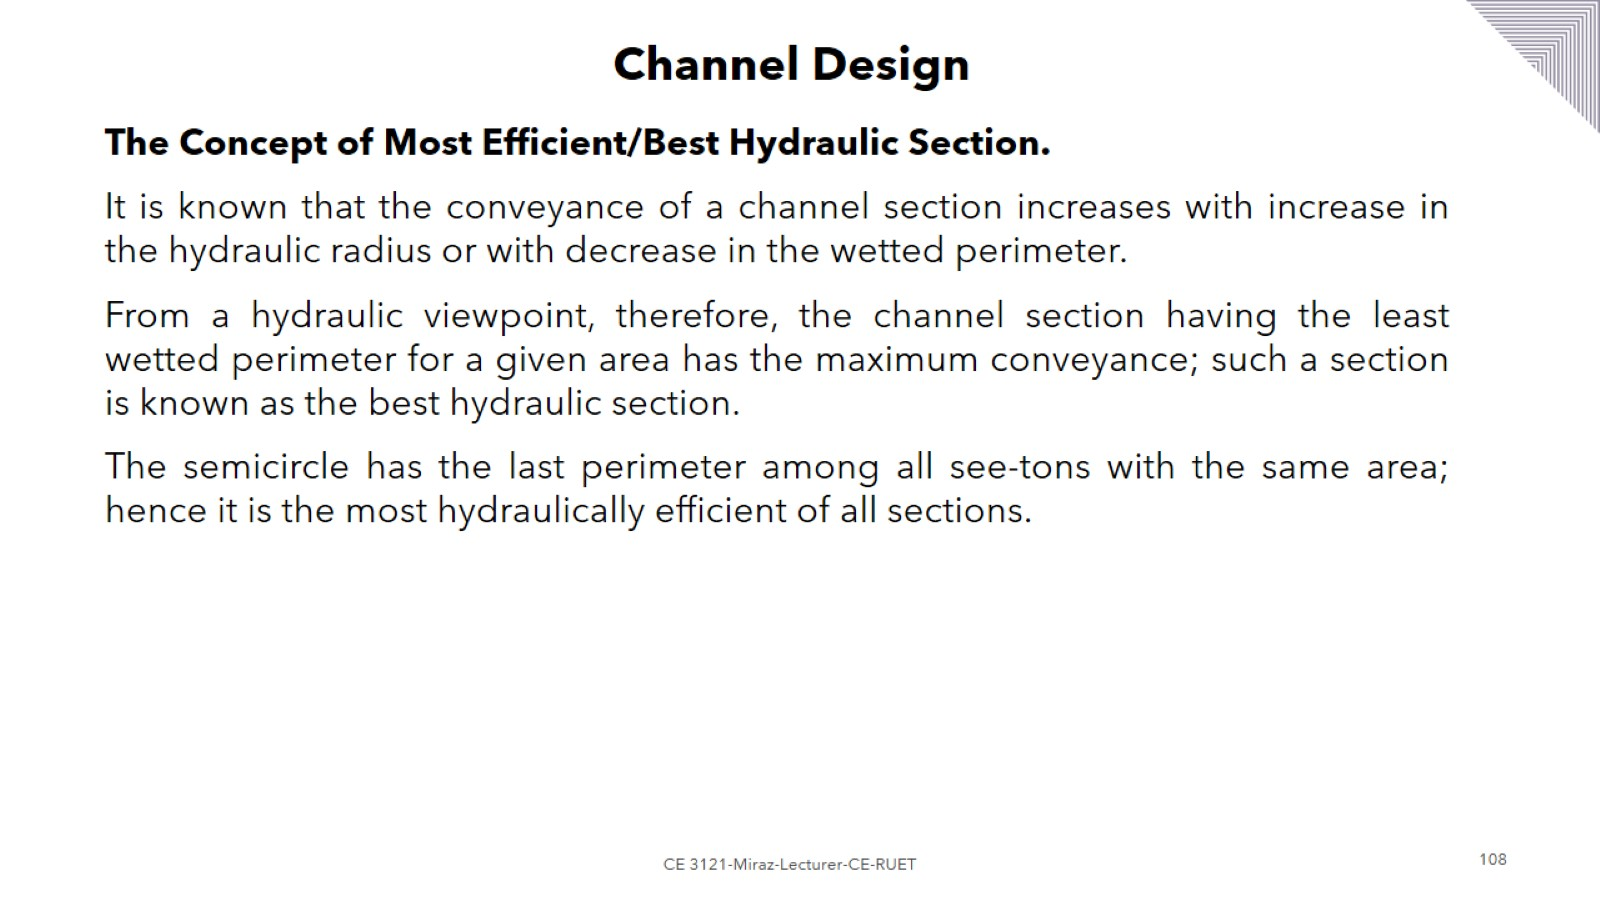 Channel Design
The Concept of Most Efficient/Best Hydraulic Section.
It is known that the conveyance of a channel section increases with increase in
the hydraulic radius or with decrease in the wetted perimeter.
From a hydraulic viewpoint, therefore, the channel section having the least
wetted perimeter for a given area has the maximum conveyance; such a section
is known as the best hydraulic section.
The semicircle has the last perimeter among all see-tons with the same area;
hence it is the most hydraulically efficient of all sections.
CE 3121-Miraz-Lecturer-CE-RUET
108